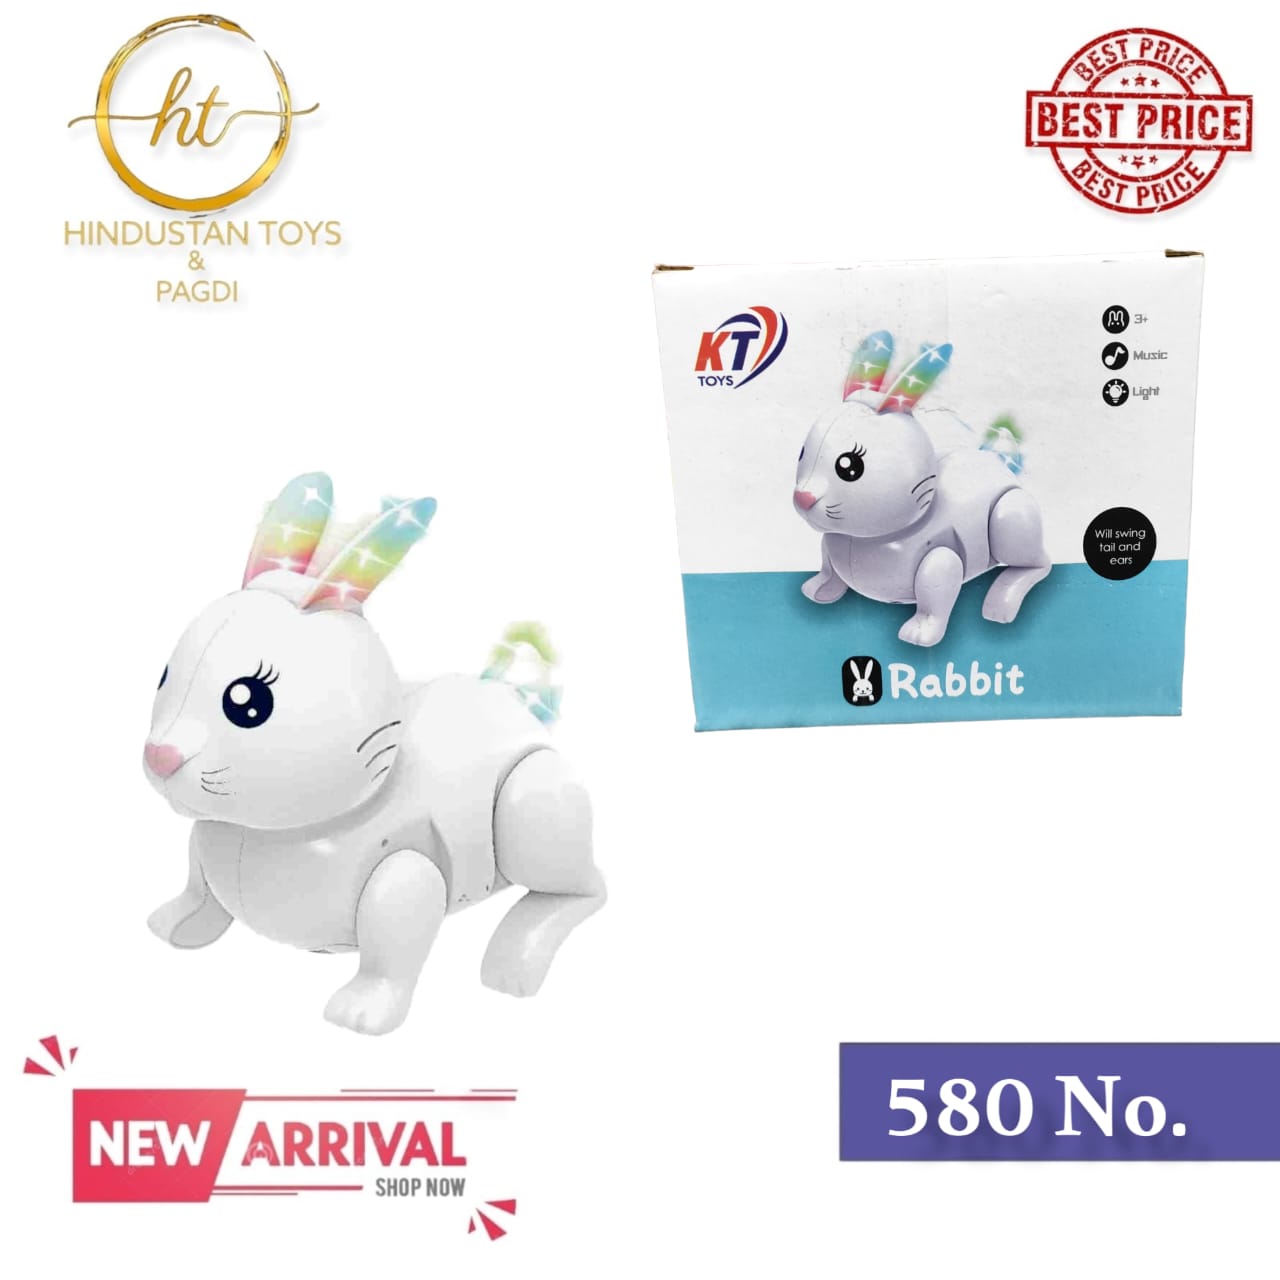 ht
HINDUSTAN TOYS
&
PAGDI
BEST PRICE
BEST PRICE
BEST PRICE
KT
TOYS
3+
Music
Light
Will swing
tail and
ears
Rabbit
NEW ARRIVAL
SHOP NOW
580 No.